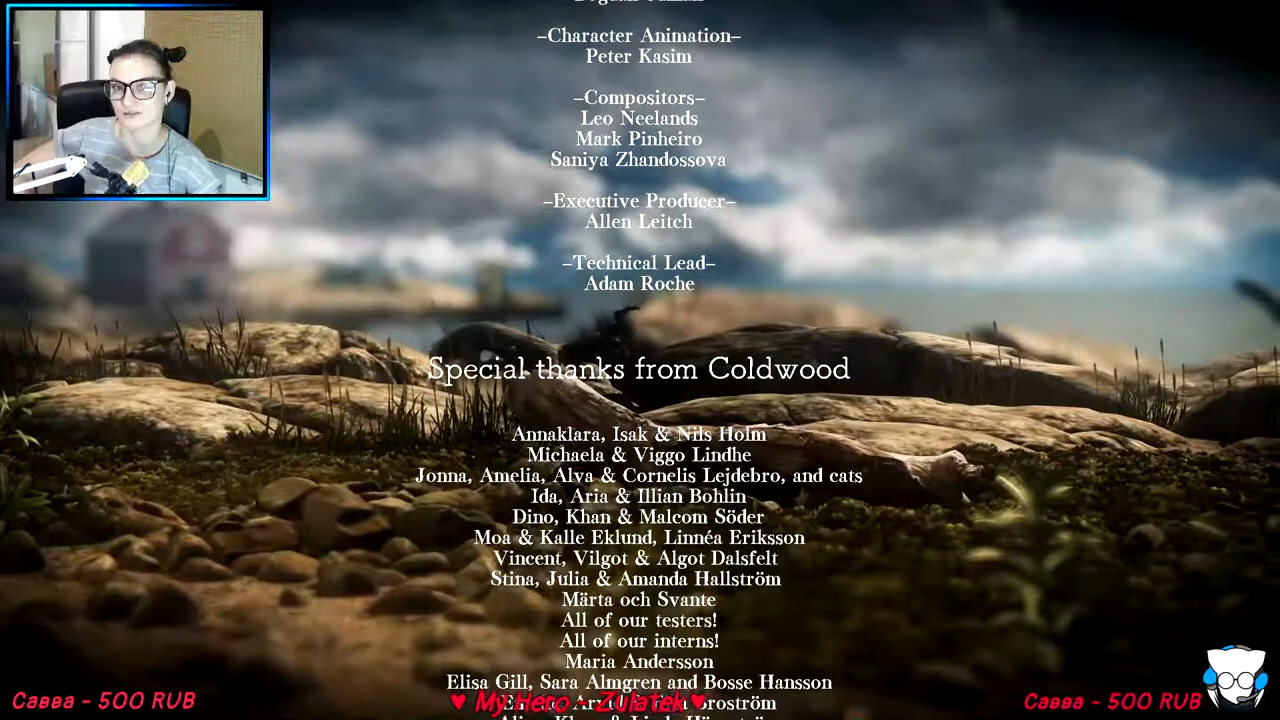 –Character Animation–
Peter Kasim
–Compositors–
Leo Neelands
Mark Pinheiro
Saniya Zhandossova
–Executive Producer–
Allen Leitch
–Technical Lead–
Adam Roche
Special thanks from Coldwood
Annaklara, Isak & Nils Holm
Michaela & Viggo Lindhe
Jonna, Amelia, Alva & Cornelis Lejdebro, and cats
Ida, Aria & Illian Bohlin
Dino, Khan & Malcom Söder
Moa & Kalle Eklund, Linnéa Eriksson
Vincent, Vilgot & Algot Dalsfelt
Stina, Julia & Amanda Hallström
Märta och Svante
All of our testers!
All of our interns!
Maria Andersson
Elisa Gill, Sara Almgren and Bosse Hansson
Савва - 500 RUB
♥ My Hero - Zulatek ♥
Савва - 500 RUB